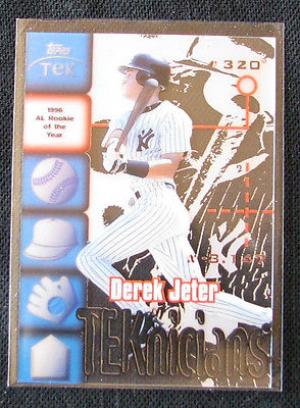 Topps
TEK
1996
AL Rookie
of the
Year
320
Derek Jeter
TEKnicians